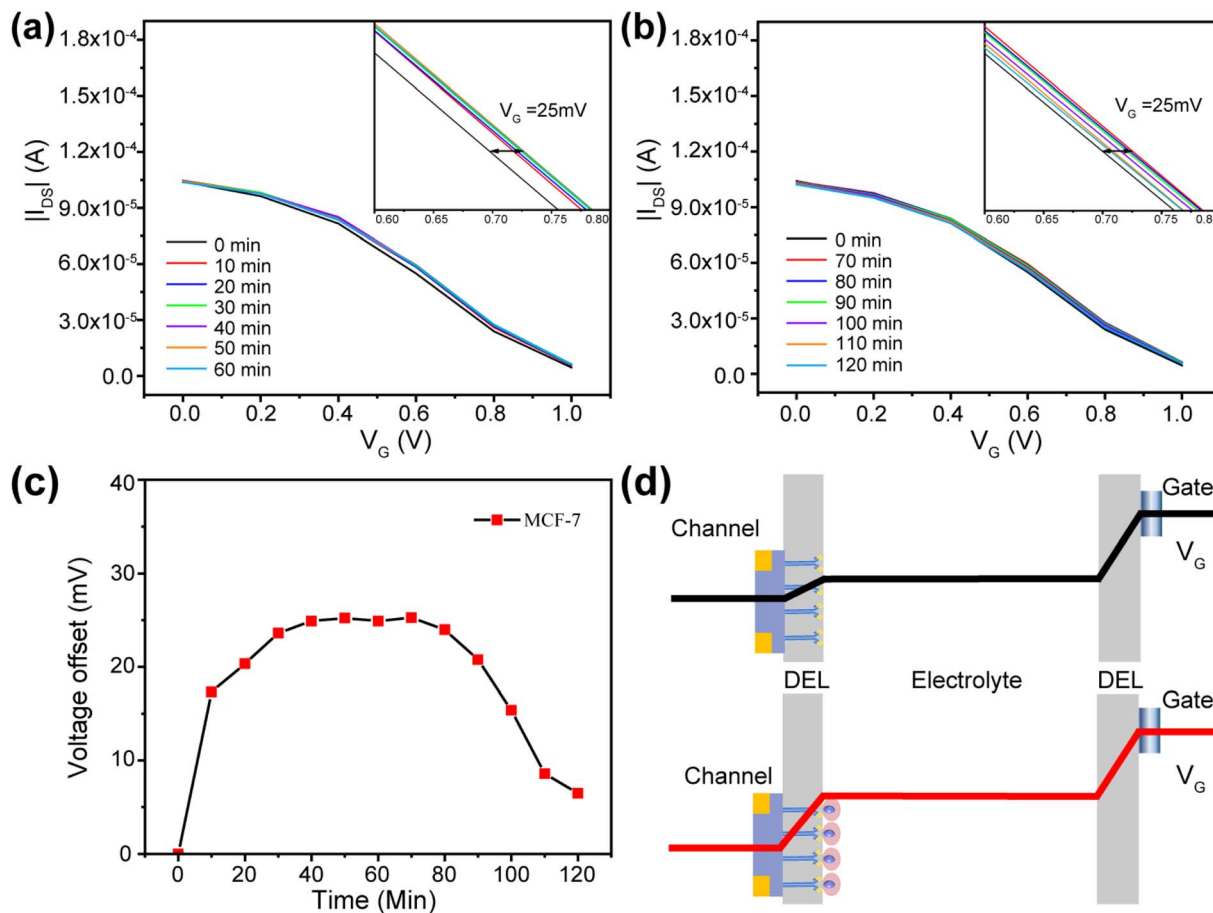 (a)
|I_DS| (A)
1.8x10⁻⁴
1.5x10⁻⁴
1.2x10⁻⁴
9.0x10⁻⁵
6.0x10⁻⁵
3.0x10⁻⁵
0.0
V_G =25mV
0.60 0.65 0.70 0.75 0.80
0 min
10 min
20 min
30 min
40 min
50 min
60 min
0.0 0.2 0.4 0.6 0.8 1.0
V_G (V)
(b)
|I_DS| (A)
1.8x10⁻⁴
1.5x10⁻⁴
1.2x10⁻⁴
9.0x10⁻⁵
6.0x10⁻⁵
3.0x10⁻⁵
0.0
V_G =25mV
0.60 0.65 0.70 0.75 0.8
0 min
70 min
80 min
90 min
100 min
110 min
120 min
0.0 0.2 0.4 0.6 0.8 1.0
V_G (V)
(c)
Voltage offset (mV)
40
30
20
10
0
MCF-7
0 20 40 60 80 100 120
Time (Min)
(d)
Gate
Channel
V_G
DEL Electrolyte DEL
Gate
Channel
V_G